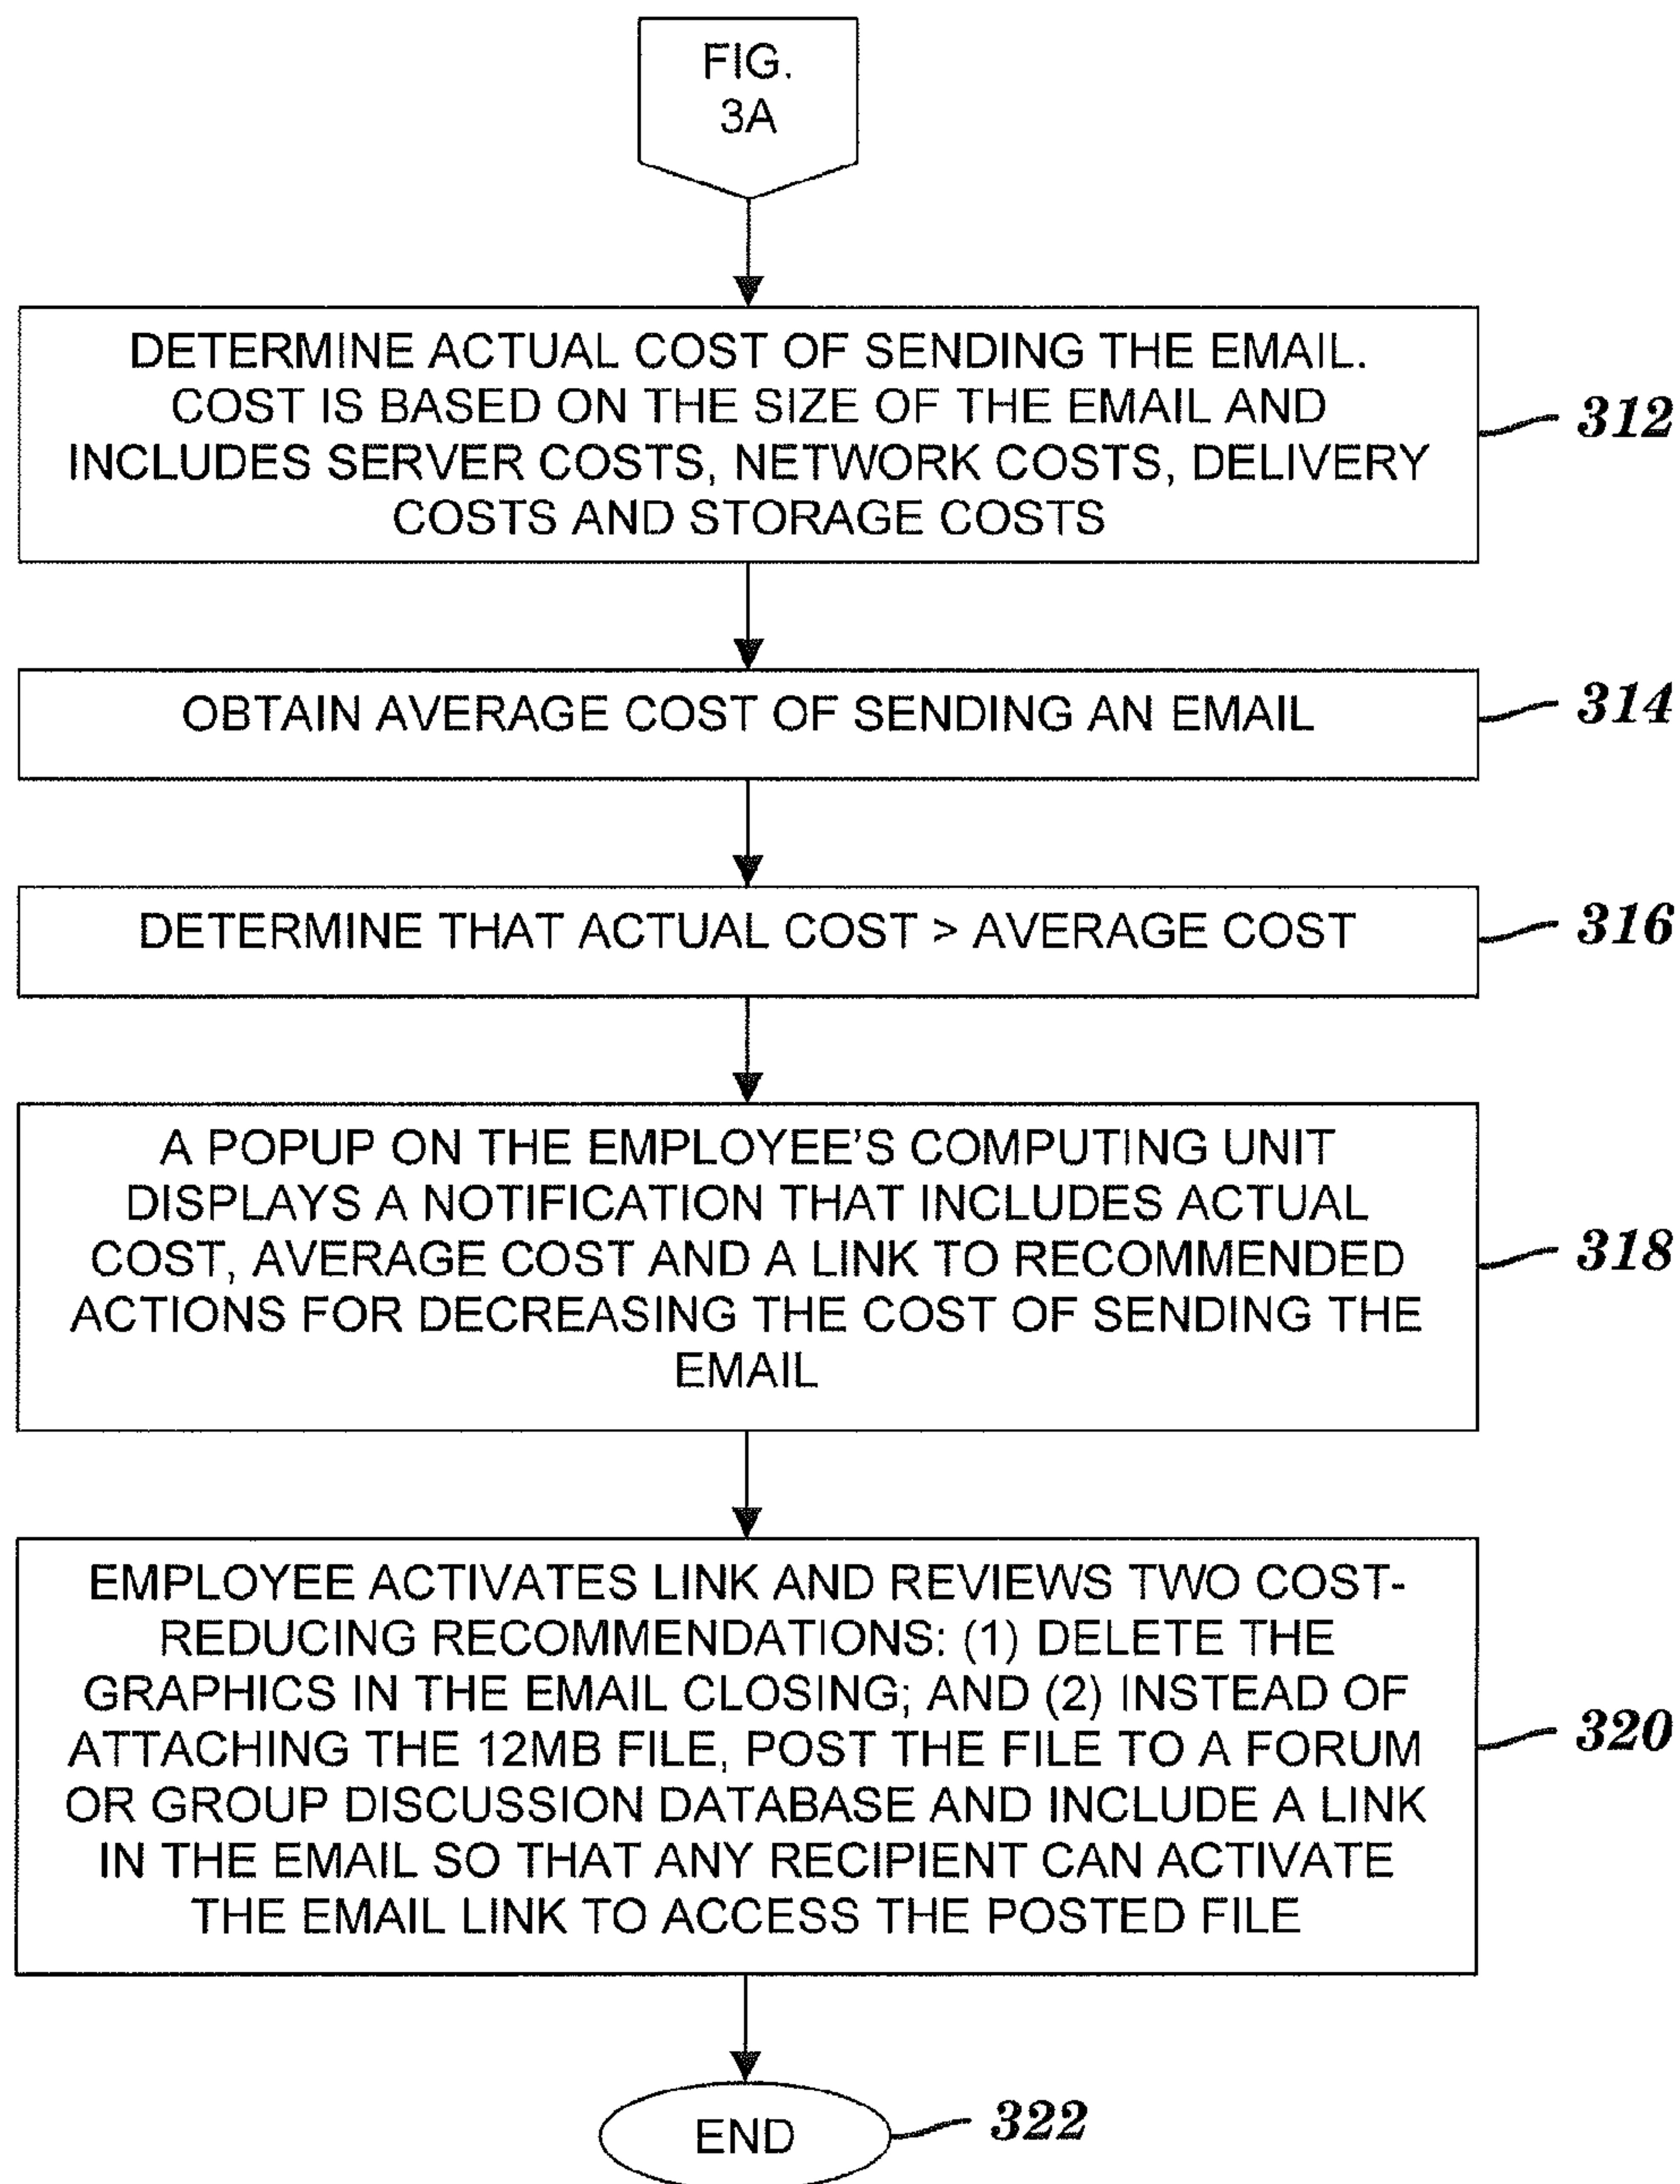 FIG.
3A
DETERMINE ACTUAL COST OF SENDING THE EMAIL.
COST IS BASED ON THE SIZE OF THE EMAIL AND
INCLUDES SERVER COSTS, NETWORK COSTS, DELIVERY
COSTS AND STORAGE COSTS
312
OBTAIN AVERAGE COST OF SENDING AN EMAIL
314
DETERMINE THAT ACTUAL COST > AVERAGE COST
316
A POPUP ON THE EMPLOYEE'S COMPUTING UNIT
DISPLAYS A NOTIFICATION THAT INCLUDES ACTUAL
COST, AVERAGE COST AND A LINK TO RECOMMENDED
ACTIONS FOR DECREASING THE COST OF SENDING THE
EMAIL
318
EMPLOYEE ACTIVATES LINK AND REVIEWS TWO COST-
REDUCING RECOMMENDATIONS: (1) DELETE THE
GRAPHICS IN THE EMAIL CLOSING; AND (2) INSTEAD OF
ATTACHING THE 12MB FILE, POST THE FILE TO A FORUM
OR GROUP DISCUSSION DATABASE AND INCLUDE A LINK
IN THE EMAIL SO THAT ANY RECIPIENT CAN ACTIVATE
THE EMAIL LINK TO ACCESS THE POSTED FILE
320
END
322